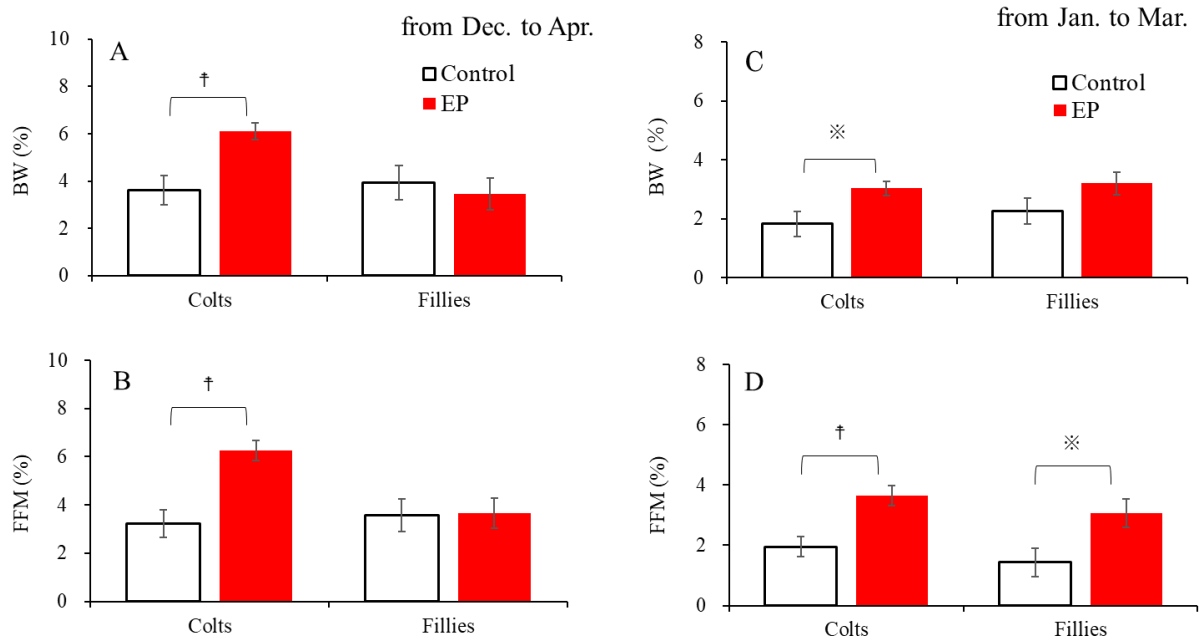 from Dec. to Apr.
A
†
Control
EP
10
8
6
4
2
0
BW (%)
Colts
Fillies
from Jan. to Mar.
C
※
Control
EP
8
6
4
2
0
BW (%)
Colts
Fillies
B
†
10
8
6
4
2
0
FFM (%)
Colts
Fillies
D
†
※
8
6
4
2
0
FFM (%)
Colts
Fillies